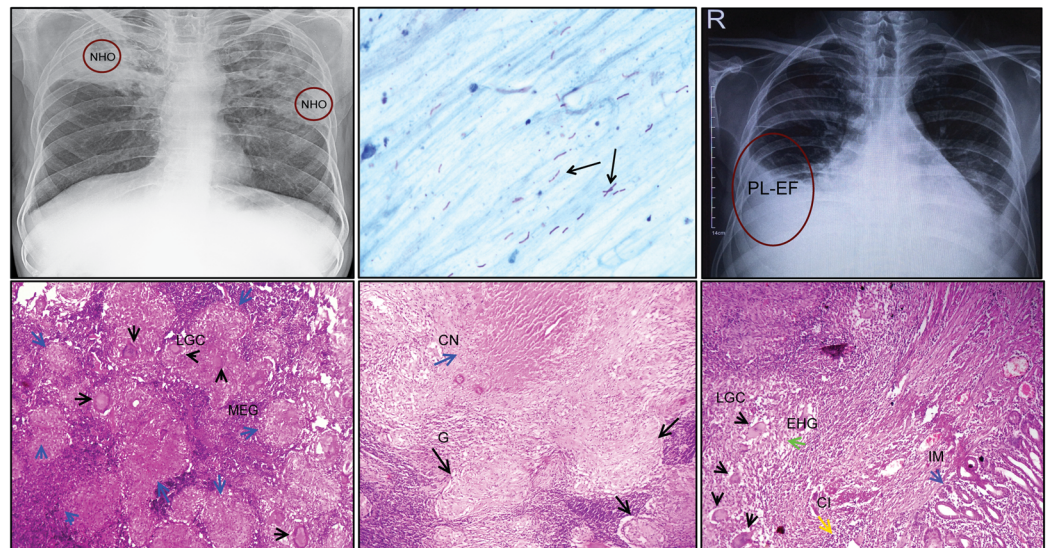 NHO
NHO
R
PL-EF
14cm
LGC
MEG
CN
G
LGC
EHG
IM
CI